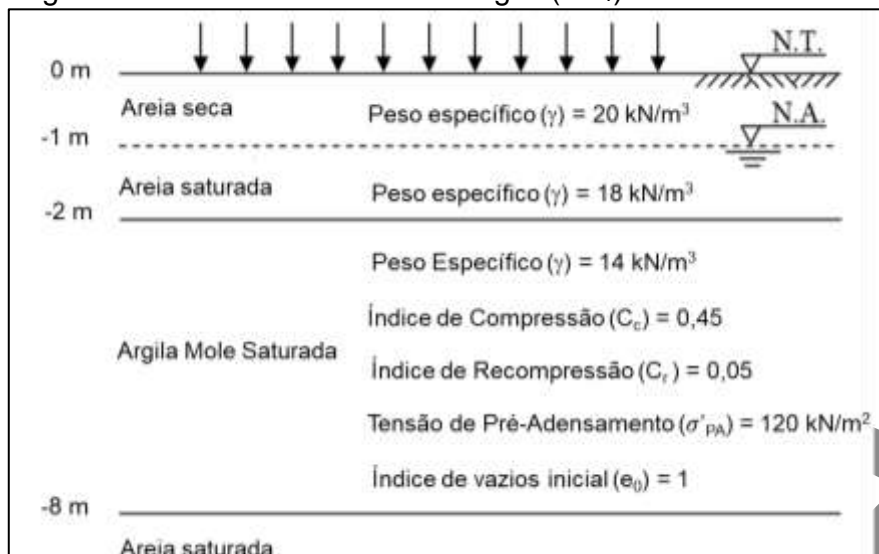 N.T.
0 m
Areia seca
Peso específico (γ) = 20 kN/m³
N.A.
-1 m
Areia saturada
Peso específico (γ) = 18 kN/m³
-2 m
Peso Específico (γ) = 14 kN/m³
Índice de Compressão (Cc) = 0,45
Argila Mole Saturada
Índice de Recompressão (Cr) = 0,05
Tensão de Pré-Adensamento (σ'PA) = 120 kN/m²
Índice de vazios inicial (e₀) = 1
-8 m
Areia saturada